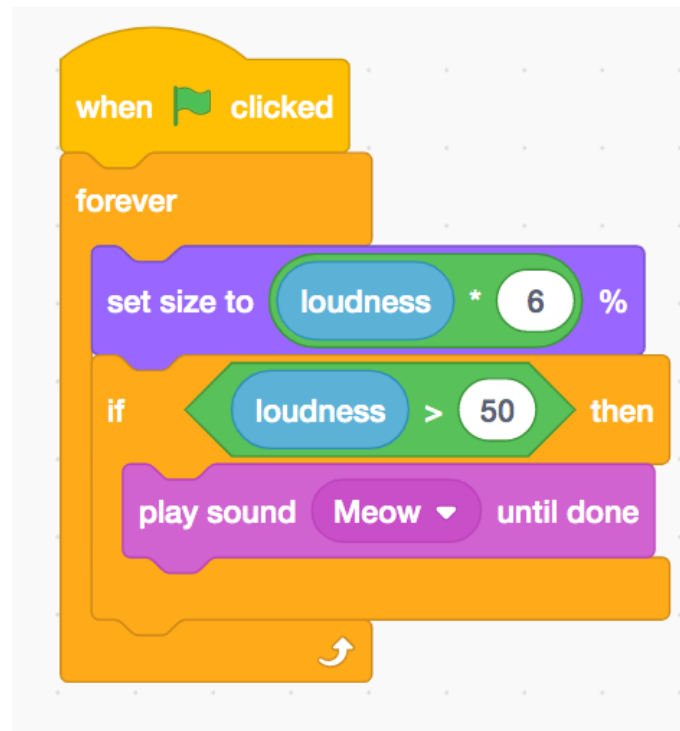 when clicked
forever
set size to loudness * 6 %
if loudness > 50 then
play sound Meow until done